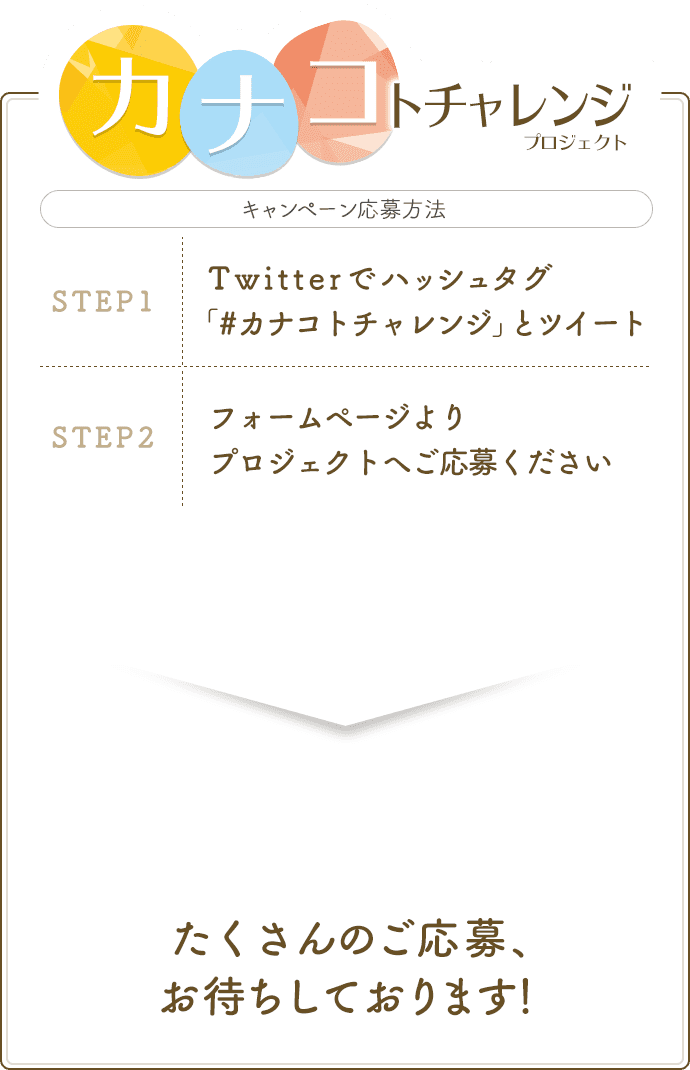 カナコトチャレンジ
プロジェクト
キャンペーン応募方法
STEP1
Twitterでハッシュタグ
「#カナコトチャレンジ」とツイート
STEP2
フォームページより
プロジェクトへご応募ください
たくさんのご応募、
お待ちしております!